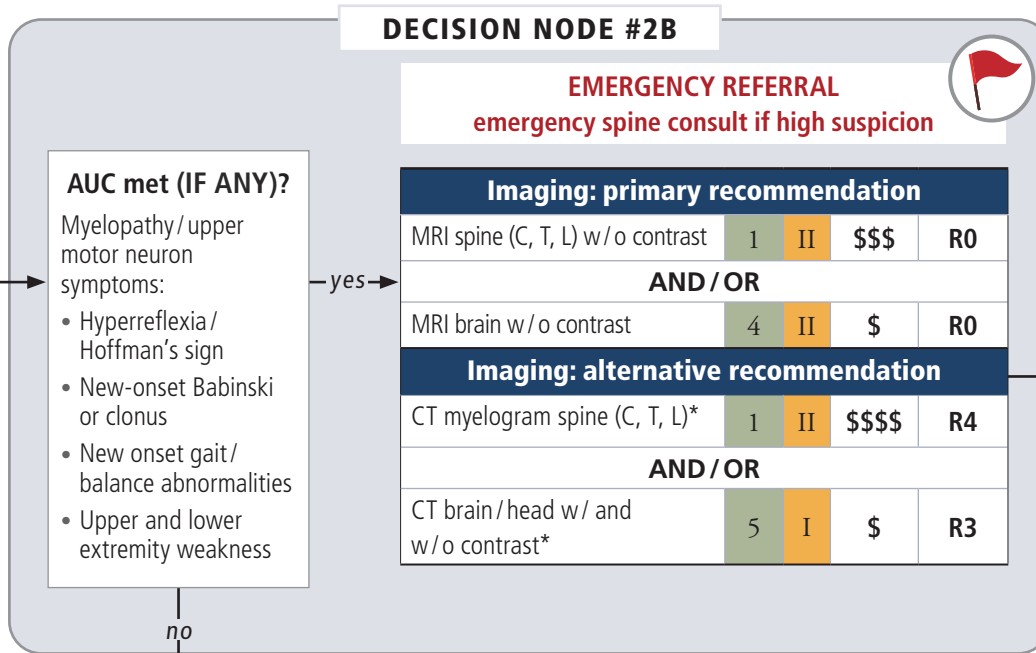 DECISION NODE #2B
EMERGENCY REFERRAL
emergency spine consult if high suspicion
AUC met (IF ANY)?
Myelopathy / upper
motor neuron
symptoms:
• Hyperreflexia /
Hoffman's sign
• New-onset Babinski
or clonus
• New onset gait /
balance abnormalities
• Upper and lower
extremity weakness
yes
no
Imaging: primary recommendation
MRI spine (C, T, L) w / o contrast 1 II $$$ R0
AND / OR
MRI brain w / o contrast 4 II $ R0
Imaging: alternative recommendation
CT myelogram spine (C, T, L)* 1 II $$$$ R4
AND / OR
CT brain / head w / and
w / o contrast* 5 I $ R3